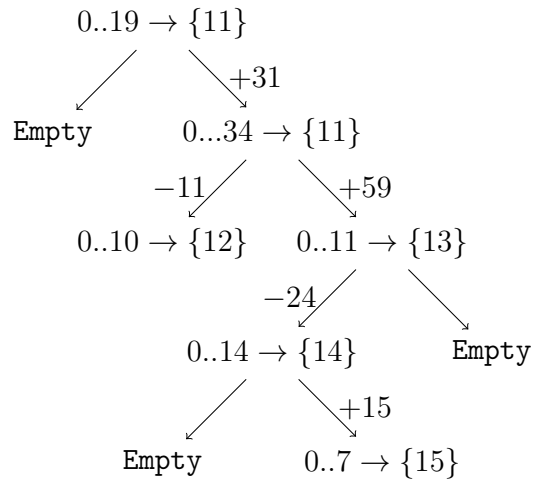 0..19 → {11}
+31
Empty 0...34 → {11}
−11 +59
0..10 → {12} 0..11 → {13}
−24
0..14 → {14} Empty
+15
Empty 0..7 → {15}